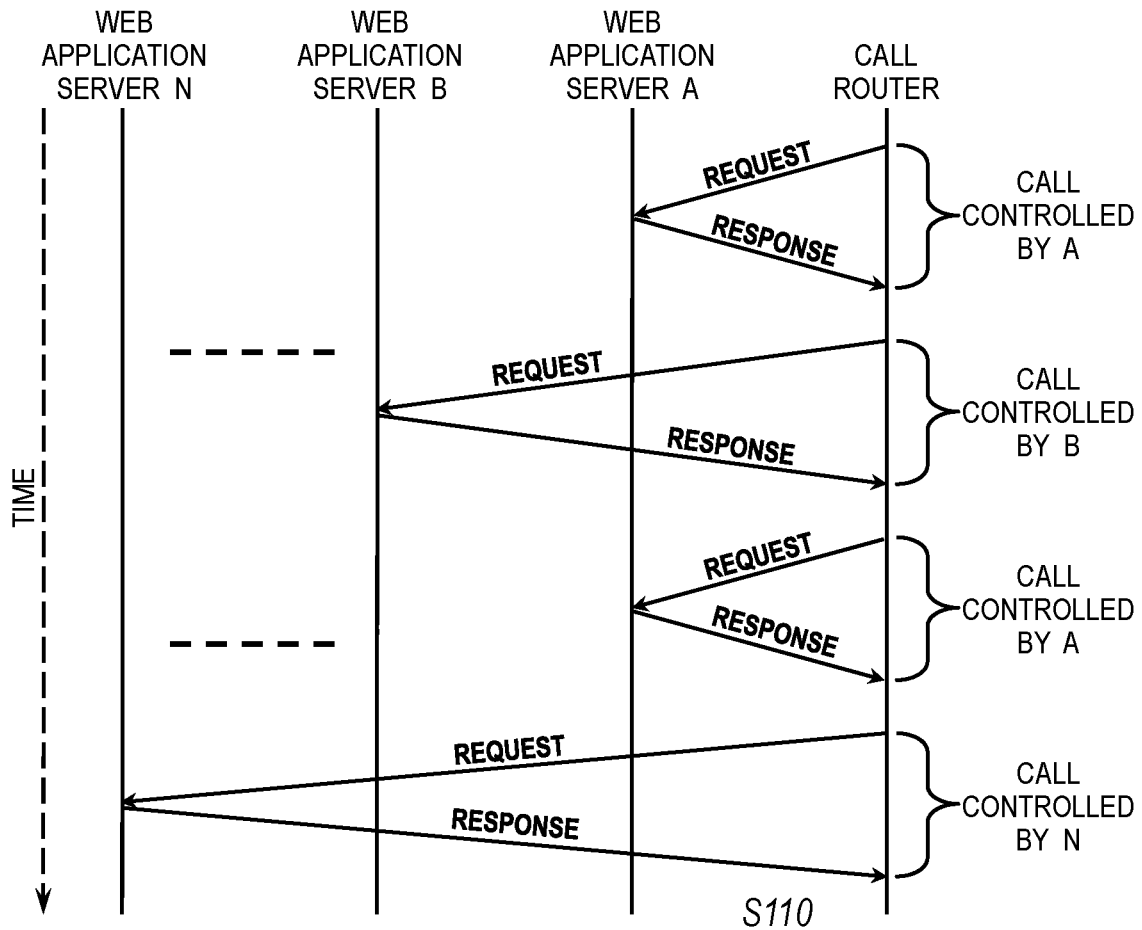 WEB
APPLICATION
SERVER N
WEB
APPLICATION
SERVER B
WEB
APPLICATION
SERVER A
CALL
ROUTER
REQUEST
RESPONSE
CALL
CONTROLLED
BY A
REQUEST
RESPONSE
CALL
CONTROLLED
BY B
TIME
REQUEST
RESPONSE
CALL
CONTROLLED
BY A
REQUEST
RESPONSE
CALL
CONTROLLED
BY N
S110